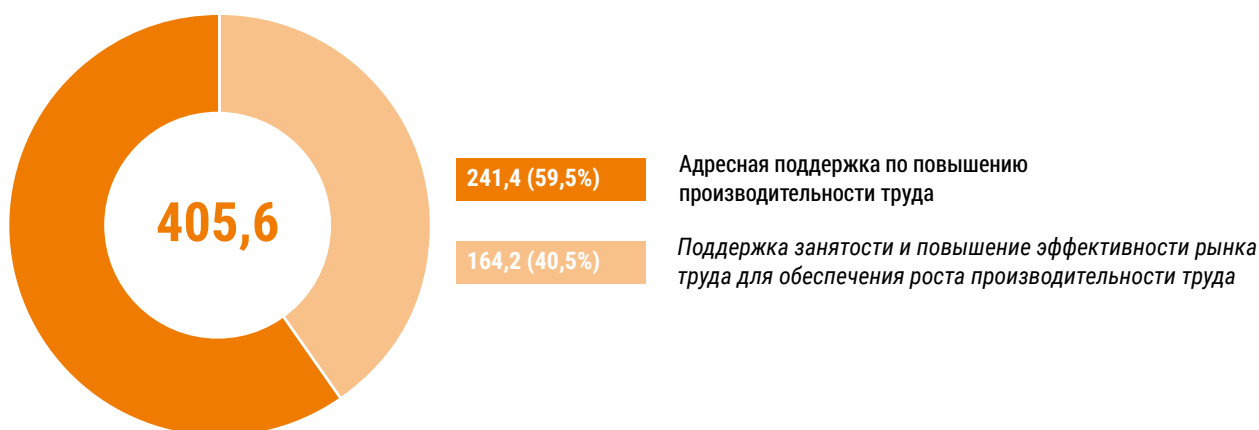 405,6
241,4 (59,5%)
Адресная поддержка по повышению
производительности труда
164,2 (40,5%)
Поддержка занятости и повышение эффективности рынка
труда для обеспечения роста производительности труда